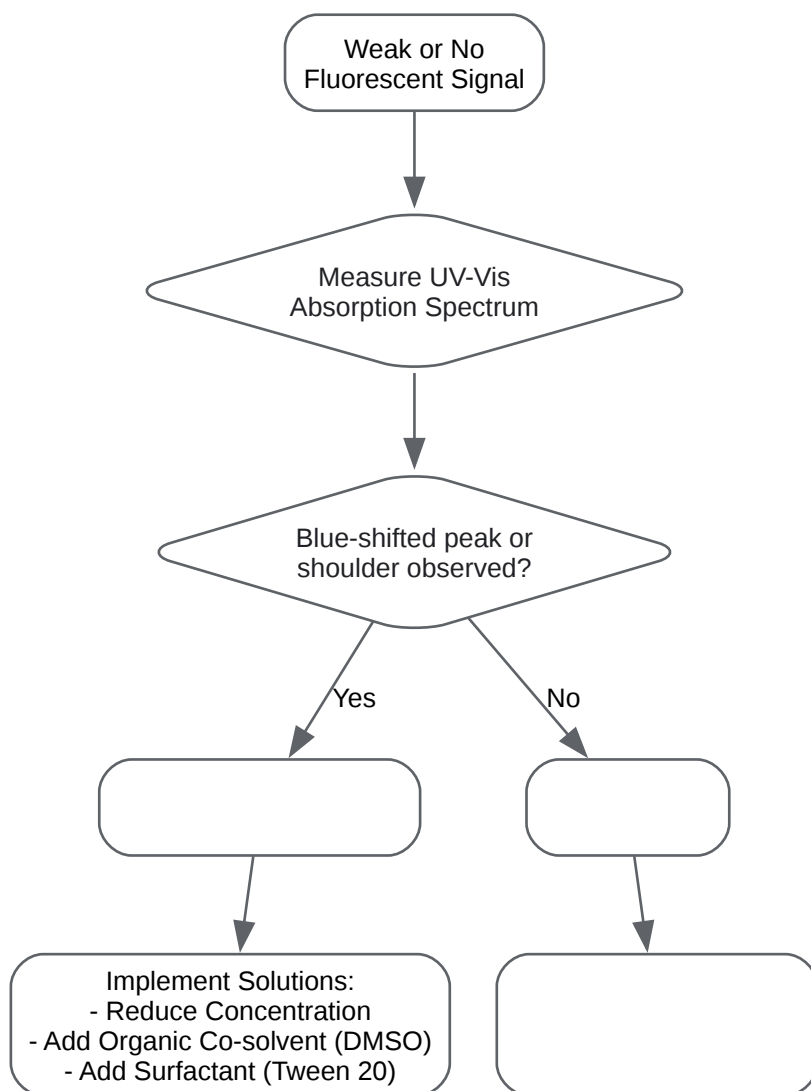 Weak or No
Fluorescent Signal
Measure UV-Vis
Absorption Spectrum
Blue-shifted peak or
shoulder observed?
Yes
No
Implement Solutions:
- Reduce Concentration
- Add Organic Co-solvent (DMSO)
- Add Surfactant (Tween 20)